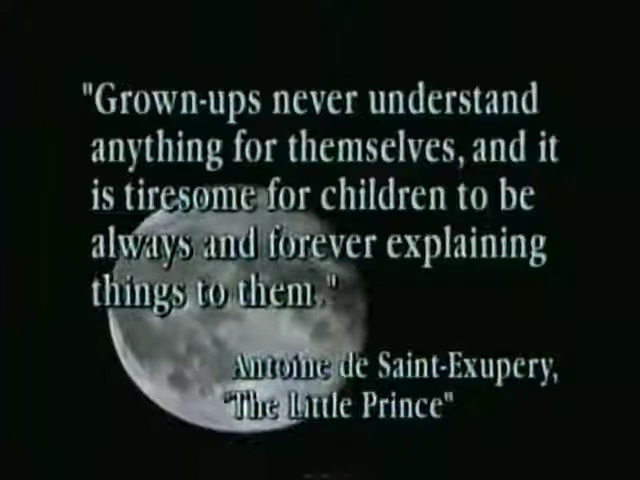 "Grown-ups never understand
anything for themselves, and it
is tiresome for children to be
always and forever explaining
things to them."
Antoine de Saint-Exupery,
"The Little Prince"